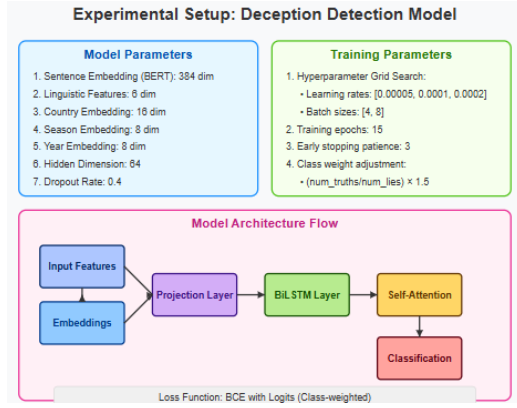 Experimental Setup: Deception Detection Model
Model Parameters
1. Sentence Embedding (BERT): 384 dim
2. Linguistic Features: 6 dim
3. Country Embedding: 16 dim
4. Season Embedding: 8 dim
5. Year Embedding: 8 dim
6. Hidden Dimension: 64
7. Dropout Rate: 0.4
Training Parameters
1. Hyperparameter Grid Search:
• Learning rates: [0.00005, 0.0001, 0.0002]
• Batch sizes: [4, 8]
2. Training epochs: 15
3. Early stopping patience: 3
4. Class weight adjustment:
• (num_truths/num_lies) × 1.5
Model Architecture Flow
Input Features
Embeddings
Projection Layer
BiLSTM Layer
Self-Attention
Classification
Loss Function: BCE with Logits (Class-weighted)